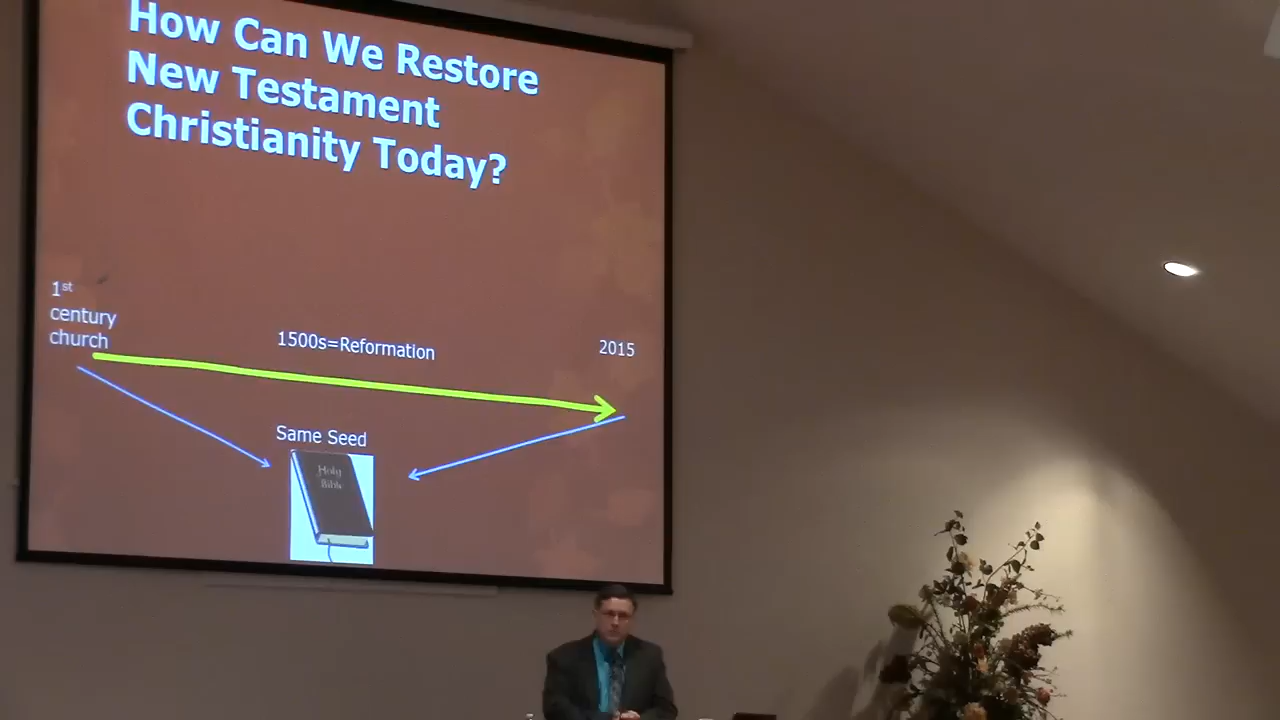 How Can We Restore
New Testament
Christianity Today?
1st
century
church
1500s=Reformation
2015
Same Seed
Holy
Bible